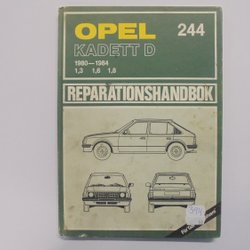 OPEL
244
KADETT D
1980—1984
1,3 1,6 1,8
REPARATIONSHANDBOK